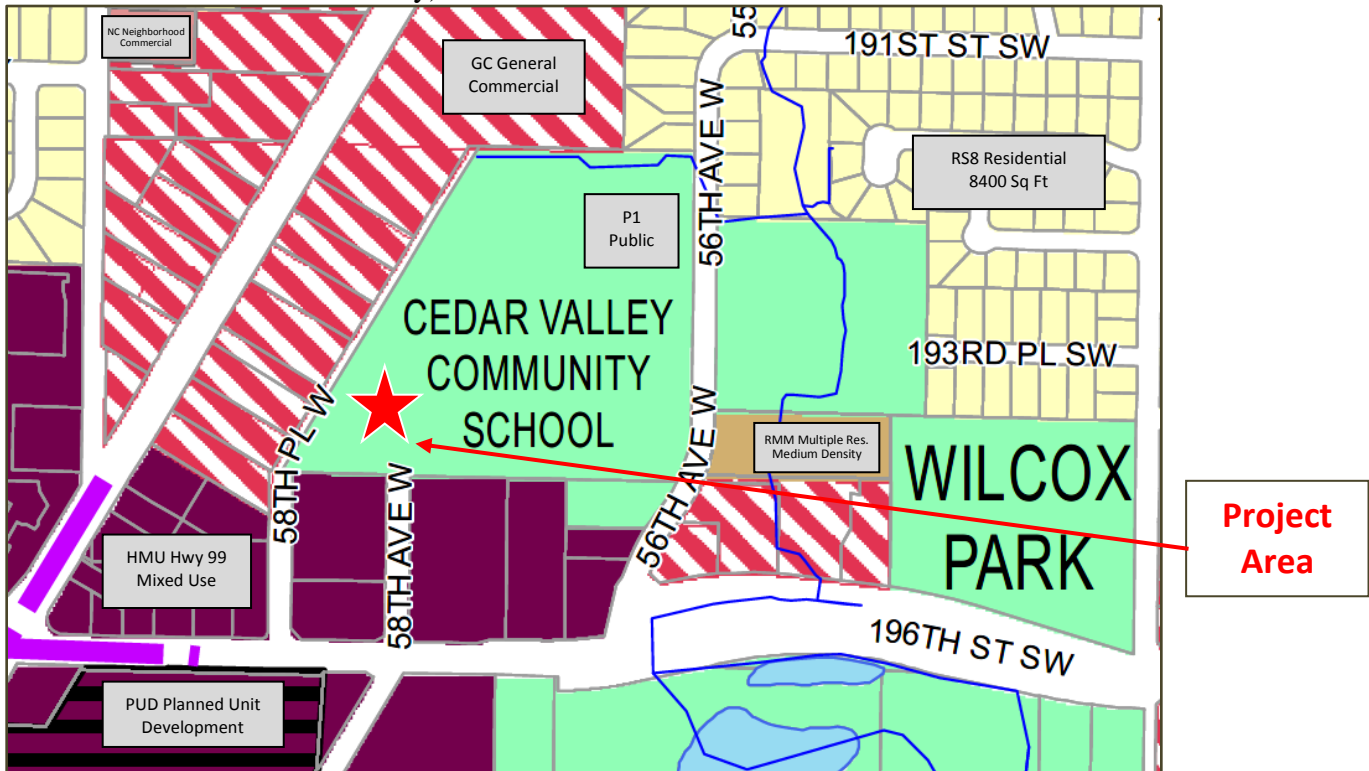 NC Neighborhood
Commercial
GC General
Commercial
55
191ST ST SW
RS8 Residential
8400 Sq Ft
P1
Public
56TH AVE W
CEDAR VALLEY
COMMUNITY
SCHOOL
193RD PL SW
58TH PL W
58TH AVE W
56TH AVE W
RMM Multiple Res.
Medium Density
WILCOX
PARK
Project
Area
HMU Hwy 99
Mixed Use
196TH ST SW
PUD Planned Unit
Development